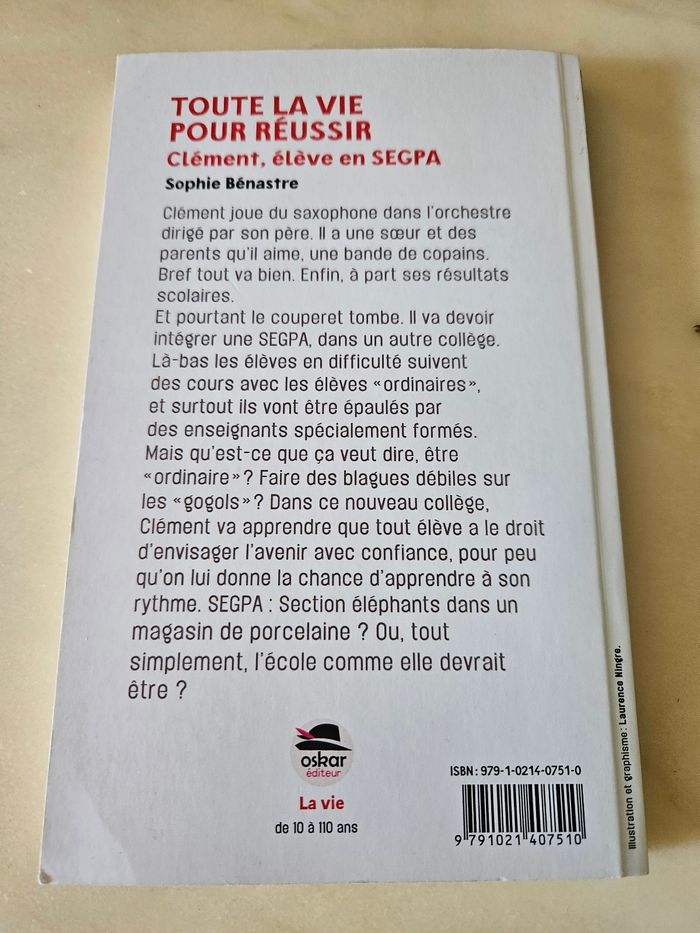 TOUTE LA VIE
POUR RÉUSSIR
Clément, élève en SEGPA
Sophie Bénastre
Clément joue du saxophone dans l'orchestre
dirigé par son père. Il a une sœur et des
parents qu'il aime, une bande de copains.
Bref tout va bien. Enfin, à part ses résultats
scolaires.
Et pourtant le couperet tombe. Il va devoir
intégrer une SEGPA, dans un autre collège.
Là-bas les élèves en difficulté suivent
des cours avec les élèves «ordinaires»,
et surtout ils vont être épaulés par
des enseignants spécialement formés.
Mais qu'est-ce que ça veut dire, être
«ordinaire»? Faire des blagues débiles sur
les «gogols»? Dans ce nouveau collège,
Clément va apprendre que tout élève a le droit
d'envisager l'avenir avec confiance, pour peu
qu'on lui donne la chance d'apprendre à son
rythme. SEGPA : Section éléphants dans un
magasin de porcelaine ? Ou, tout
simplement, l'école comme elle devrait
être ?
oskar
éditeur
La vie
de 10 à 110 ans
ISBN : 979-1-0214-0751-0
9 791021 407510
Illustration et graphisme : Laurence Ningre.